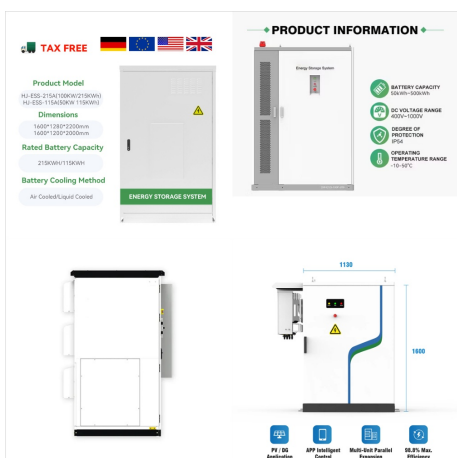 TAX FREE
Product Model
HJ-ESS-215A(100KW/215KWh)
HJ-ESS-115A(50KW 115KWh)
Dimensions
1600*1280*2200mm
1600*1200*2000mm
Rated Battery Capacity
215KWH/115KWH
Battery Cooling Method
Air Cooled/Liquid Cooled
ENERGY STORAGE SYSTEM
PRODUCT INFORMATION
Energy Storage System
BATTERY CAPACITY
50kWh~500kWh
DC VOLTAGE RANGE
400V~1000V
DEGREE OF
PROTECTION
IP54
OPERATING
TEMPERATURE RANGE
-10~50°C
1130
1600
PV / DG
Application
APP Intelligent
Control
Multi-Unit Parallel
Expansion
98.8% Max.
Efficiency